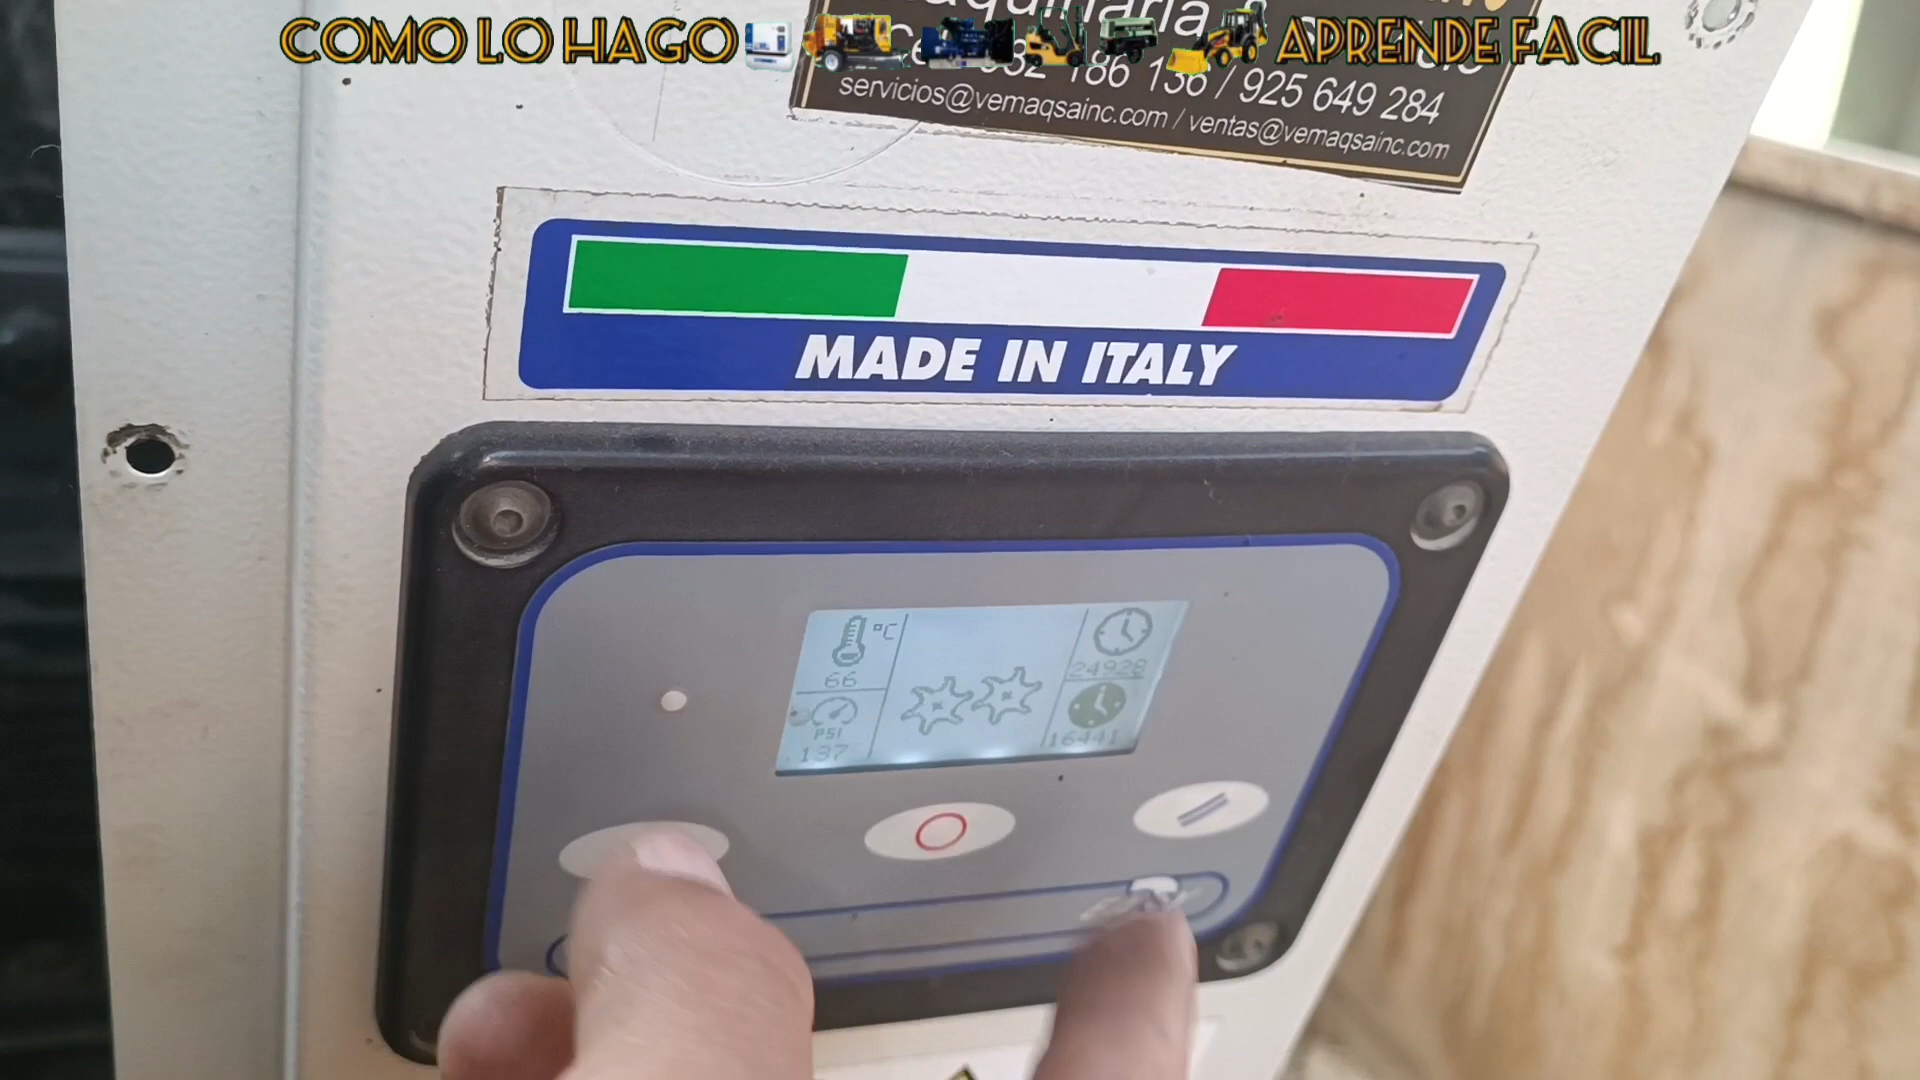 COMO LO HAGO APRENDE FACIL
932 186 136 / 925 649 284
servicios@vemaqsainc.com / ventas@vemaqsainc.com
MADE IN ITALY
°C
66
24928
PSI
137
16441